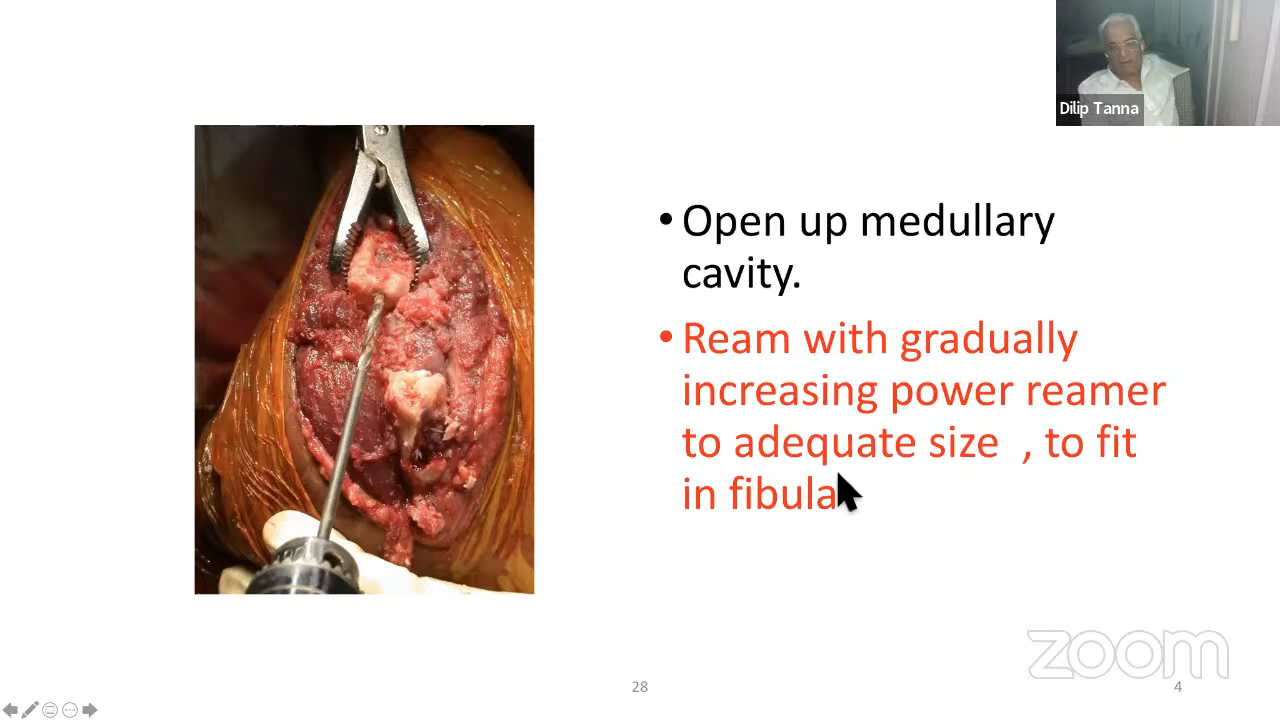 Dilip Tanna
• Open up medullary
cavity.
• Ream with gradually
increasing power reamer
to adequate size , to fit
in fibula
zoom
28
4